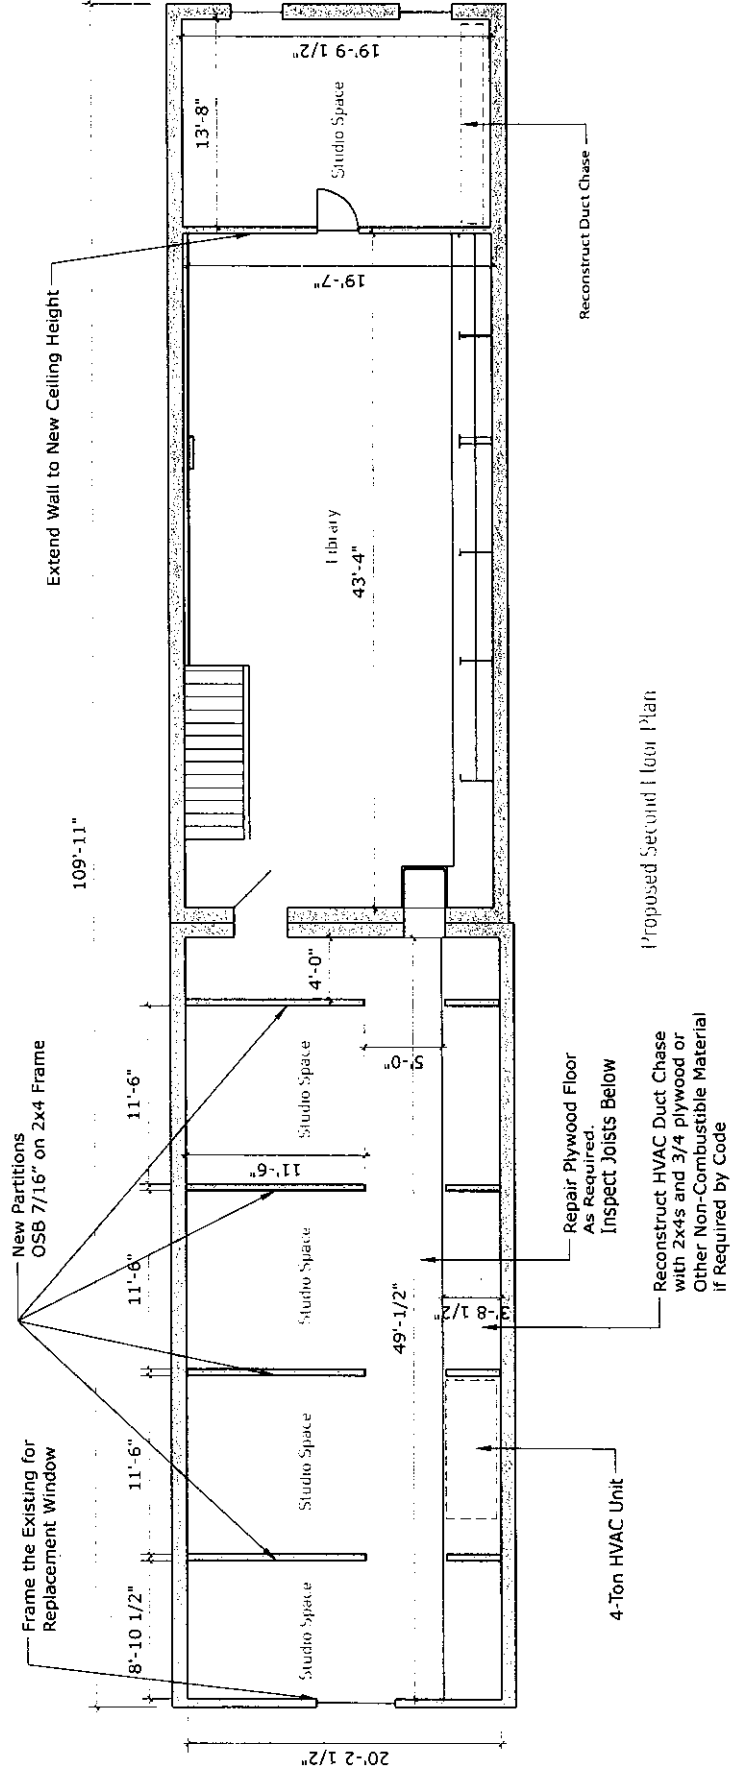 109'-11"
Frame the Existing for
Replacement Window
New Partitions
OSB 7/16" on 2x4 Frame
Extend Wall to New Ceiling Height
8'-10 1/2"
11'-6"
11'-6"
11'-6"
4'-0"
13'-8"
20'-2 1/2"
Studio Space
Studio Space
Studio Space
Studio Space
11'-6"
5'-0"
49'-1/2"
3'-8 1/2"
Library
43'-4"
19'-7"
Studio Space
19'-9 1/2"
4-Ton HVAC Unit
Repair Plywood Floor
As Required.
Inspect Joists Below
Reconstruct HVAC Duct Chase
with 2x4s and 3/4 plywood or
Other Non-Combustible Material
if Required by Code
Reconstruct Duct Chase
Proposed Second Floor Plan